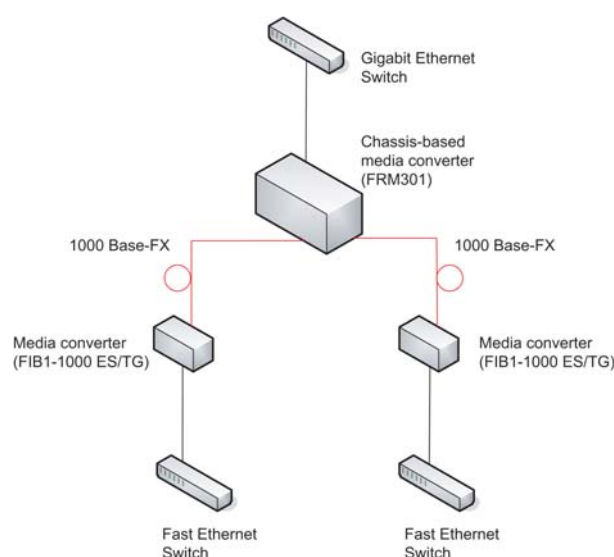 Gigabit Ethernet
Switch
Chassis-based
media converter
(FRM301)
1000 Base-FX
1000 Base-FX
Media converter
(FIB1-1000 ES/TG)
Media converter
(FIB1-1000 ES/TG)
Fast Ethernet
Switch
Fast Ethernet
Switch